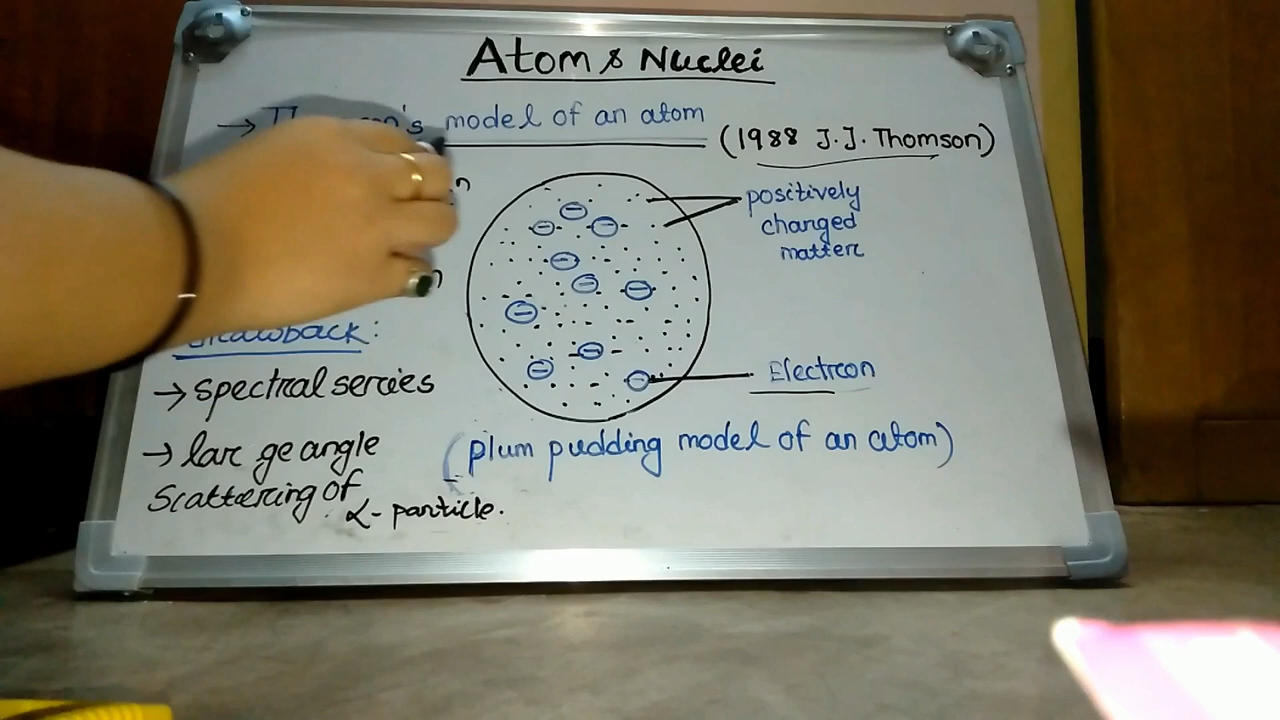 Atom & Nuclei
→ model of an atom
(1988 J.J. Thomson)
positively
changed
matter
Drawback:
→ spectral series
Electron
→ lar ge angle
scattering of
α- particle.
(plum pudding model of an atom)